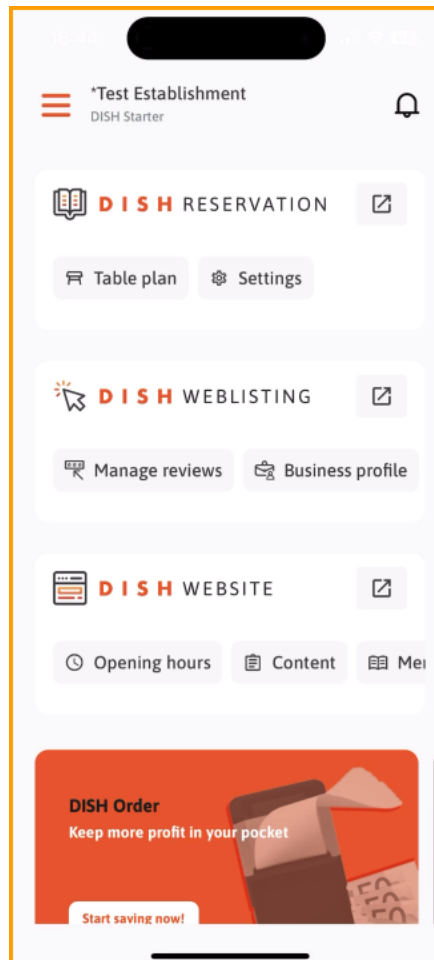 *Test Establishment
DISH Starter
DISH RESERVATION
Table plan Settings
DISH WEBLISTING
Manage reviews Business profile
DISH WEBSITE
Opening hours Content Mer
DISH Order
Keep more profit in your pocket
Start saving now!